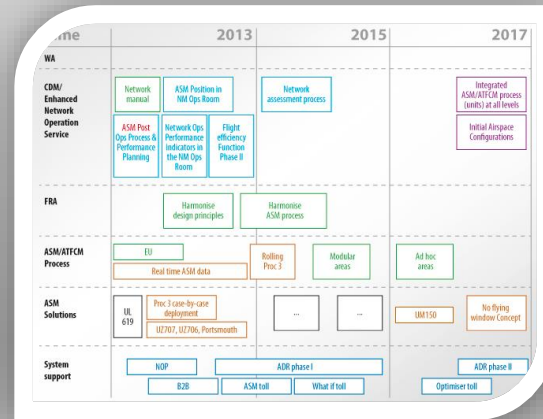 2013
2015
2017
WA
CDM/
Enhanced
Network
Operation
Service
Network
manual
ASM Position in
NM Ops Room
Network
assessment process
Integrated
ASM/ATFCM process
(units) at all levels
ASM Post
Ops Process &
Performance
Planning
Network Ops
Performance
Indicators in
the NM Ops
Room
Flight
efficiency
Function
Phase II
Initial Airspace
Configurations
FRA
Harmonise
design principles
Harmonise
ASM process
ASM/ATFCM
Process
EU
Real time ASM data
Rolling
Proc 3
Modular
areas
Ad hoc
areas
ASM
Solutions
UL
619
Proc 3 case-by-case
deployment
UZ707, UZ706, Portsmouth
...
...
UM150
No flying
window Concept
System
support
NOP
ADR phase I
ADR phase II
B2B
ASM toll
What if toll
Optimiser toll